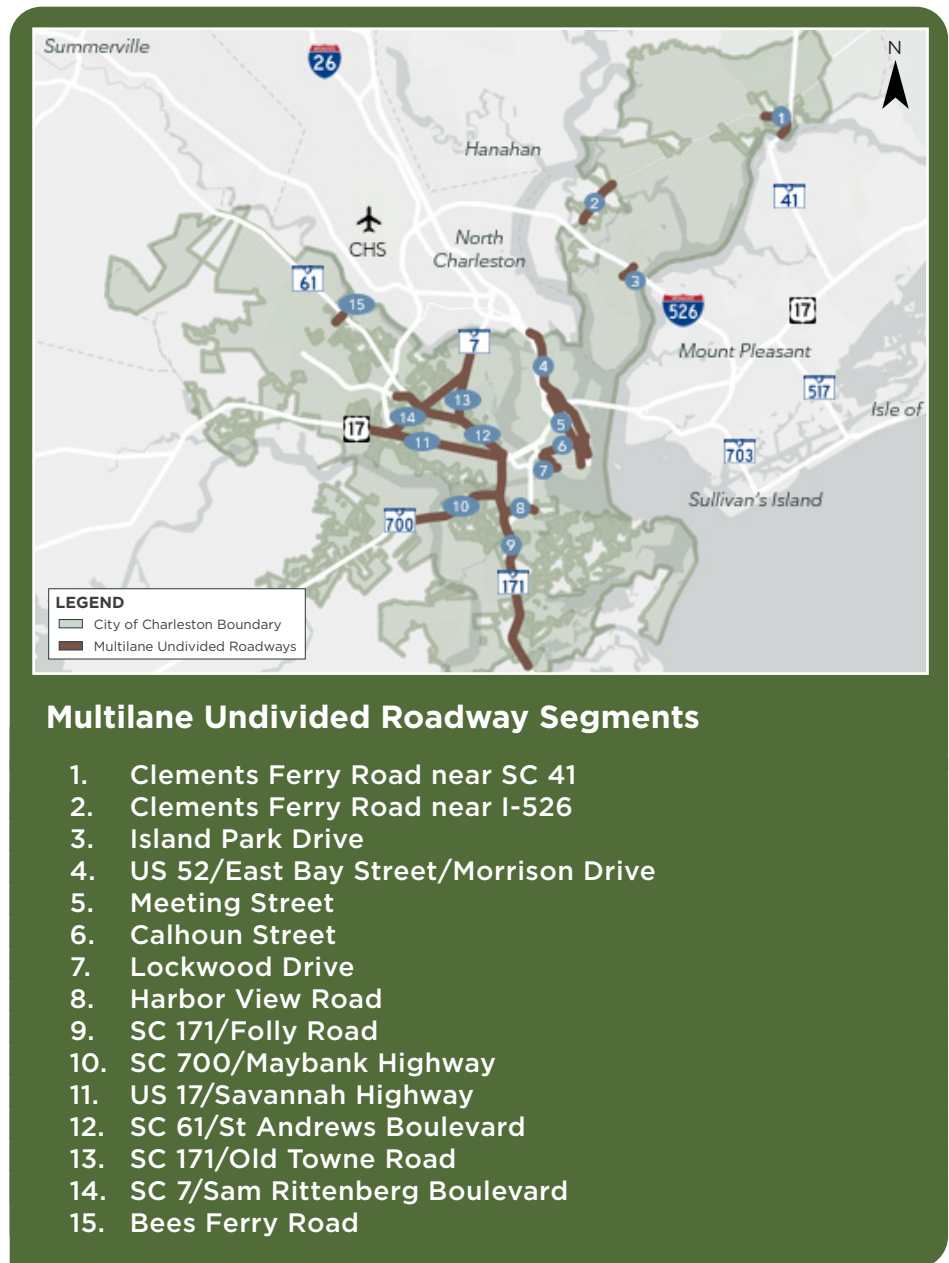 Summerville
INTERSTATE
26
N
Hanahan
1
41
2
CHS
North
Charleston
61
3
15
INTERSTATE
526
17
7
Mount Pleasant
4
517
13
14
17
5
Isle of
12
11
6
703
7
Sullivan's Island
10
8
700
9
171
LEGEND
City of Charleston Boundary
Multilane Undivided Roadways
Multilane Undivided Roadway Segments
1. Clements Ferry Road near SC 41
2. Clements Ferry Road near I-526
3. Island Park Drive
4. US 52/East Bay Street/Morrison Drive
5. Meeting Street
6. Calhoun Street
7. Lockwood Drive
8. Harbor View Road
9. SC 171/Folly Road
10. SC 700/Maybank Highway
11. US 17/Savannah Highway
12. SC 61/St Andrews Boulevard
13. SC 171/Old Towne Road
14. SC 7/Sam Rittenberg Boulevard
15. Bees Ferry Road